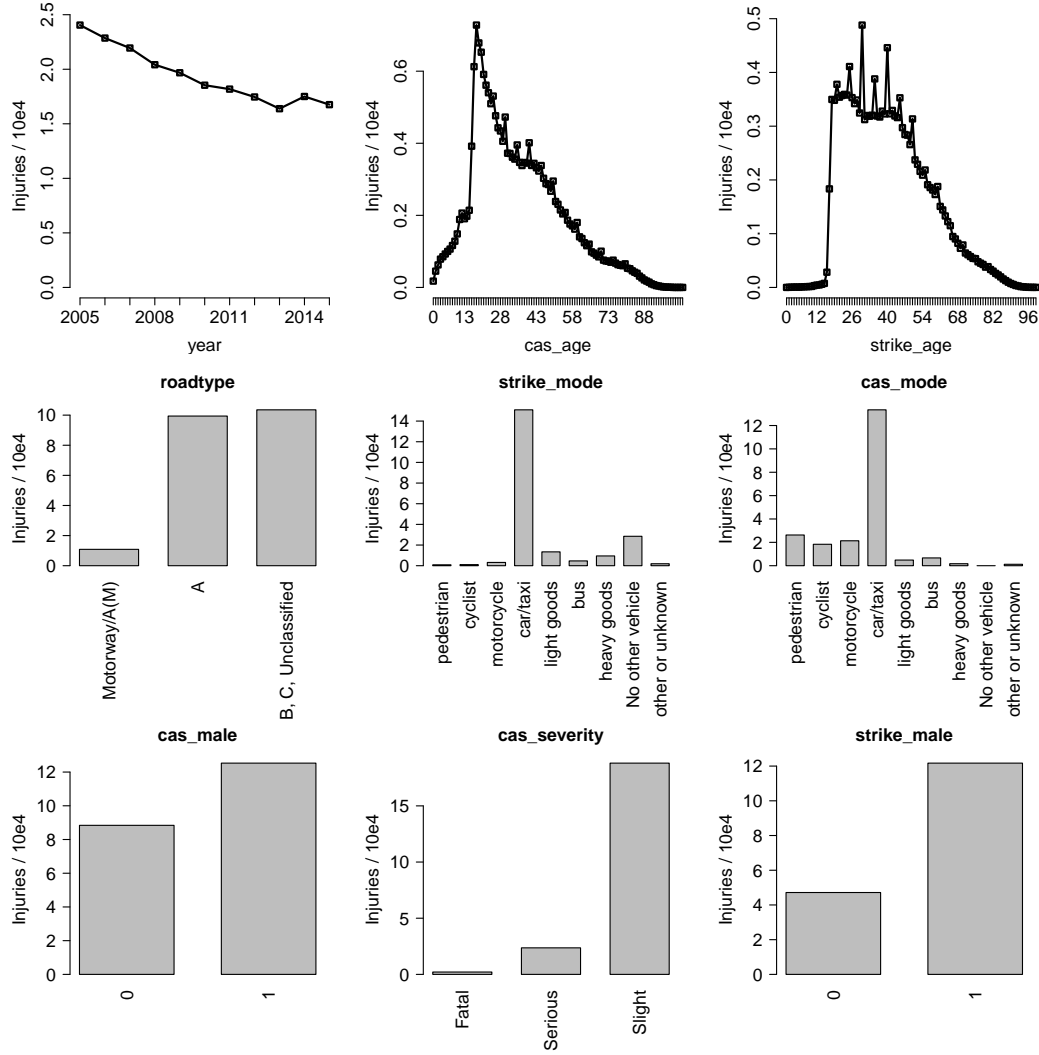 Injuries / 10e4
0.0
0.5
1.0
1.5
2.0
2.5
2005
2008
2011
2014
year
Injuries / 10e4
0.0
0.2
0.4
0.6
0
13
28
43
58
73
88
cas_age
Injuries / 10e4
0.0
0.1
0.2
0.3
0.4
0.5
0
12
26
40
54
68
82
96
strike_age
roadtype
Injuries / 10e4
0
2
4
6
8
10
Motorway/A(M)
A
B, C, Unclassified
strike_mode
Injuries / 10e4
0
2
4
6
8
10
12
14
pedestrian
cyclist
motorcycle
car/taxi
light goods
bus
heavy goods
No other vehicle
other or unknown
cas_mode
Injuries / 10e4
0
2
4
6
8
10
12
pedestrian
cyclist
motorcycle
car/taxi
light goods
bus
heavy goods
No other vehicle
other or unknown
cas_male
Injuries / 10e4
0
2
4
6
8
10
12
0
1
cas_severity
Injuries / 10e4
0
5
10
15
Fatal
Serious
Slight
strike_male
Injuries / 10e4
0
2
4
6
8
10
12
0
1